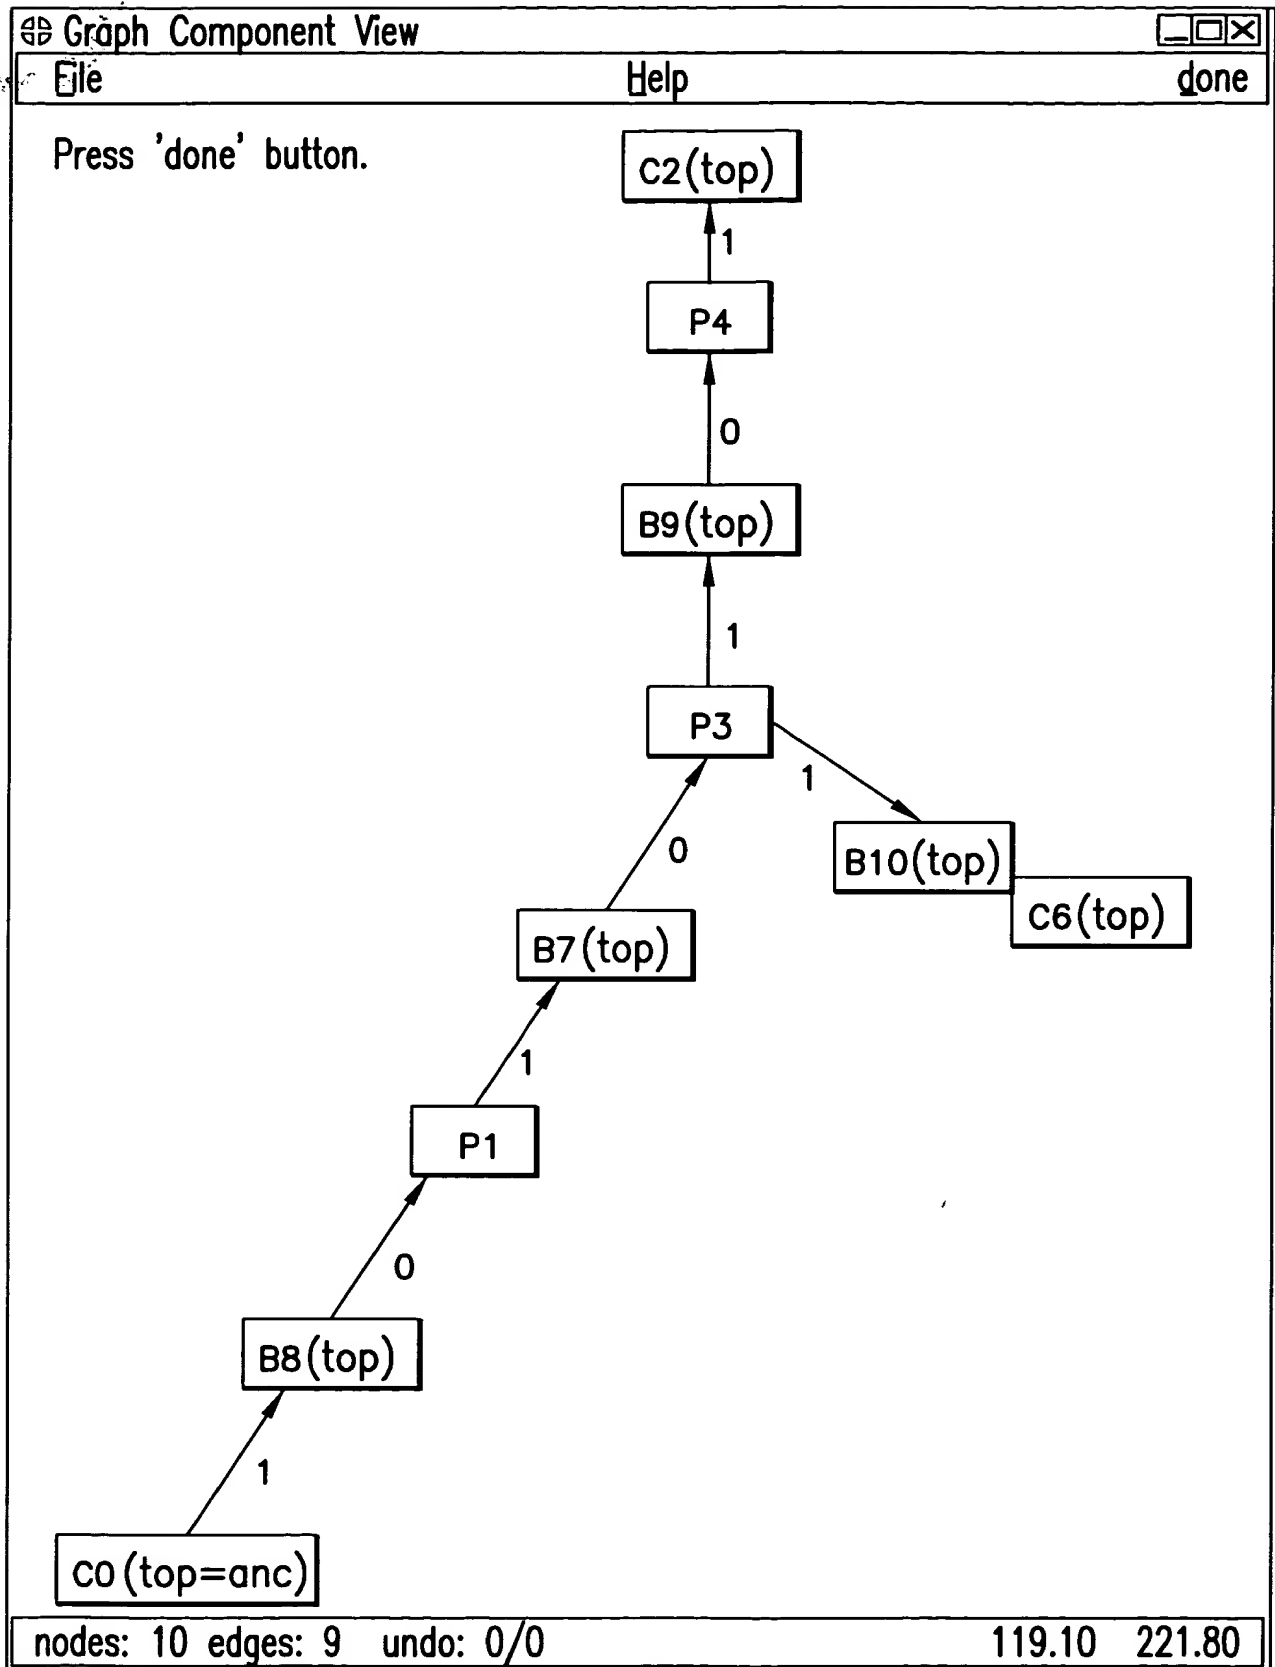 Graph Component View
File Help done
Press 'done' button.
C2(top)
1
P4
0
B9(top)
1
P3
1
0
B10(top)
C6(top)
B7(top)
1
P1
0
B8(top)
1
C0(top=anc)
nodes: 10 edges: 9 undo: 0/0 119.10 221.80